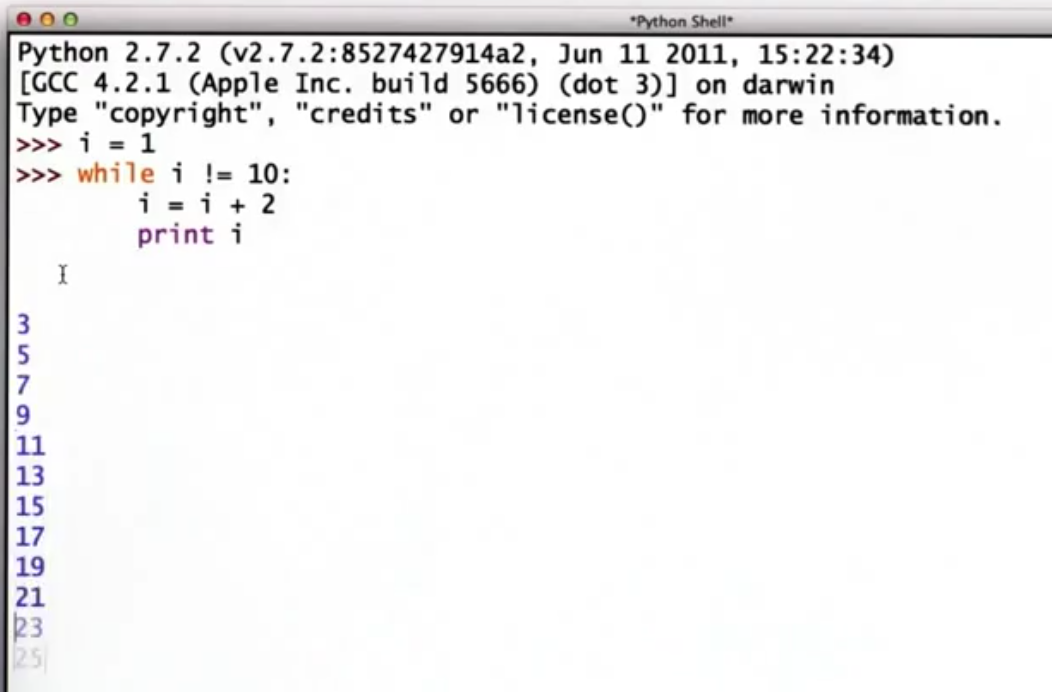 *Python Shell*
Python 2.7.2 (v2.7.2:8527427914a2, Jun 11 2011, 15:22:34)
[GCC 4.2.1 (Apple Inc. build 5666) (dot 3)] on darwin
Type "copyright", "credits" or "license()" for more information.
>>> i = 1
>>> while i != 10:
        i = i + 2
        print i
3
5
7
9
11
13
15
17
19
21
23
25